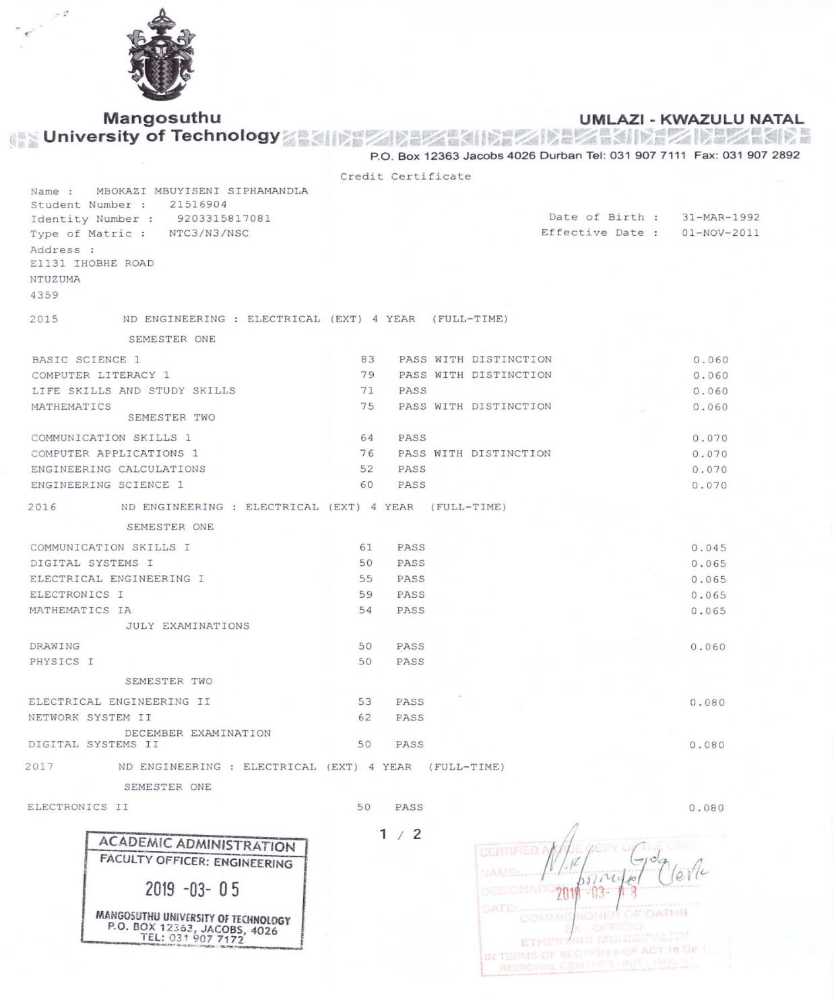 Mangosuthu
University of Technology
UMLAZI - KWAZULU NATAL
P.O. Box 12363 Jacobs 4026 Durban Tel: 031 907 7111 Fax: 031 907 2892
Credit Certificate
Name : MBOKAZI MBUYISENI SIPHAMANDLA
Student Number : 21516904
Identity Number : 9203315817081
Date of Birth : 31-MAR-1992
Type of Matric : NTC3/N3/NSC
Effective Date : 01-NOV-2011
Address :
E1131 IHOBHE ROAD
NTUZUMA
4359
2015 ND ENGINEERING : ELECTRICAL (EXT) 4 YEAR (FULL-TIME)
SEMESTER ONE
BASIC SCIENCE 1 83 PASS WITH DISTINCTION 0.060
COMPUTER LITERACY 1 79 PASS WITH DISTINCTION 0.060
LIFE SKILLS AND STUDY SKILLS 71 PASS 0.060
MATHEMATICS 75 PASS WITH DISTINCTION 0.060
SEMESTER TWO
COMMUNICATION SKILLS 1 64 PASS 0.070
COMPUTER APPLICATIONS 1 76 PASS WITH DISTINCTION 0.070
ENGINEERING CALCULATIONS 52 PASS 0.070
ENGINEERING SCIENCE 1 60 PASS 0.070
2016 ND ENGINEERING : ELECTRICAL (EXT) 4 YEAR (FULL-TIME)
SEMESTER ONE
COMMUNICATION SKILLS I 61 PASS 0.045
DIGITAL SYSTEMS I 50 PASS 0.065
ELECTRICAL ENGINEERING I 55 PASS 0.065
ELECTRONICS I 59 PASS 0.065
MATHEMATICS IA 54 PASS 0.065
JULY EXAMINATIONS
DRAWING 50 PASS 0.060
PHYSICS I 50 PASS
SEMESTER TWO
ELECTRICAL ENGINEERING II 53 PASS 0.080
NETWORK SYSTEM II 62 PASS
DECEMBER EXAMINATION
DIGITAL SYSTEMS II 50 PASS 0.080
2017 ND ENGINEERING : ELECTRICAL (EXT) 4 YEAR (FULL-TIME)
SEMESTER ONE
ELECTRONICS II 50 PASS 0.080
1 / 2
ACADEMIC ADMINISTRATION
FACULTY OFFICER: ENGINEERING
2019 -03- 05
MANGOSUTHU UNIVERSITY OF TECHNOLOGY
P.O. BOX 12363, JACOBS, 4026
TEL: 031 907 7172
CERTIFIED A TRUE COPY OF THE
NAME:
DESIGNATION Clerk
DATE: 2019 -03-
COMMISSIONER OF OATHS
EX - OFFICIO
ETHEKWINI MUNICIPALITY
IN TERMS OF SECTION OF ACT 16 OF
REGIONAL CENTRES UNIT -